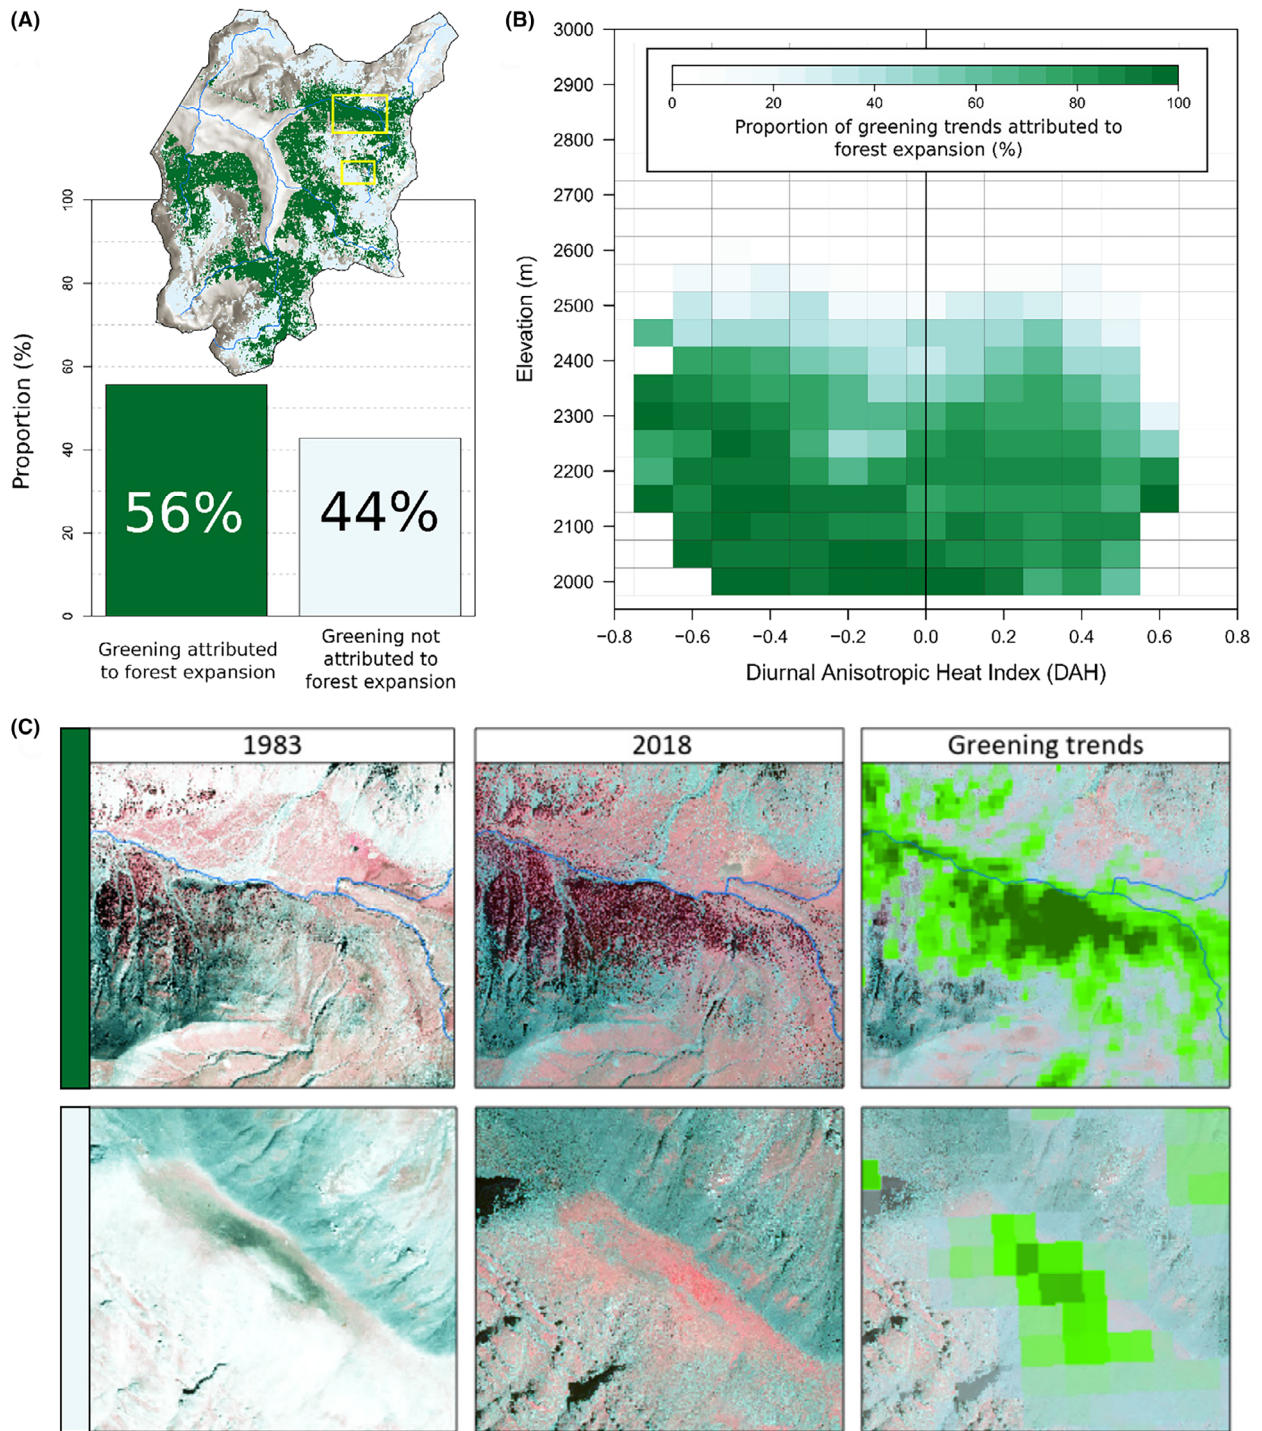 (A)
100
80
60
40
20
0
Proportion (%)
56%
44%
Greening attributed
to forest expansion
Greening not
attributed to
forest expansion
(B)
3000
2900
2800
2700
2600
2500
2400
2300
2200
2100
2000
Elevation (m)
0 20 40 60 80 100
Proportion of greening trends attributed to
forest expansion (%)
−0.8 −0.6 −0.4 −0.2 0.0 0.2 0.4 0.6 0.8
Diurnal Anisotropic Heat Index (DAH)
(C)
1983
2018
Greening trends